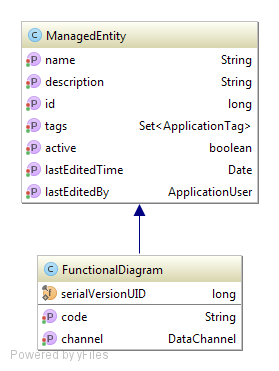 C ManagedEntity
P name String
P description String
P id long
P tags Set<ApplicationTag>
P active boolean
P lastEditedTime Date
P lastEditedBy ApplicationUser
C FunctionalDiagram
f serialVersionUID long
P code String
P channel DataChannel
Powered by yFiles